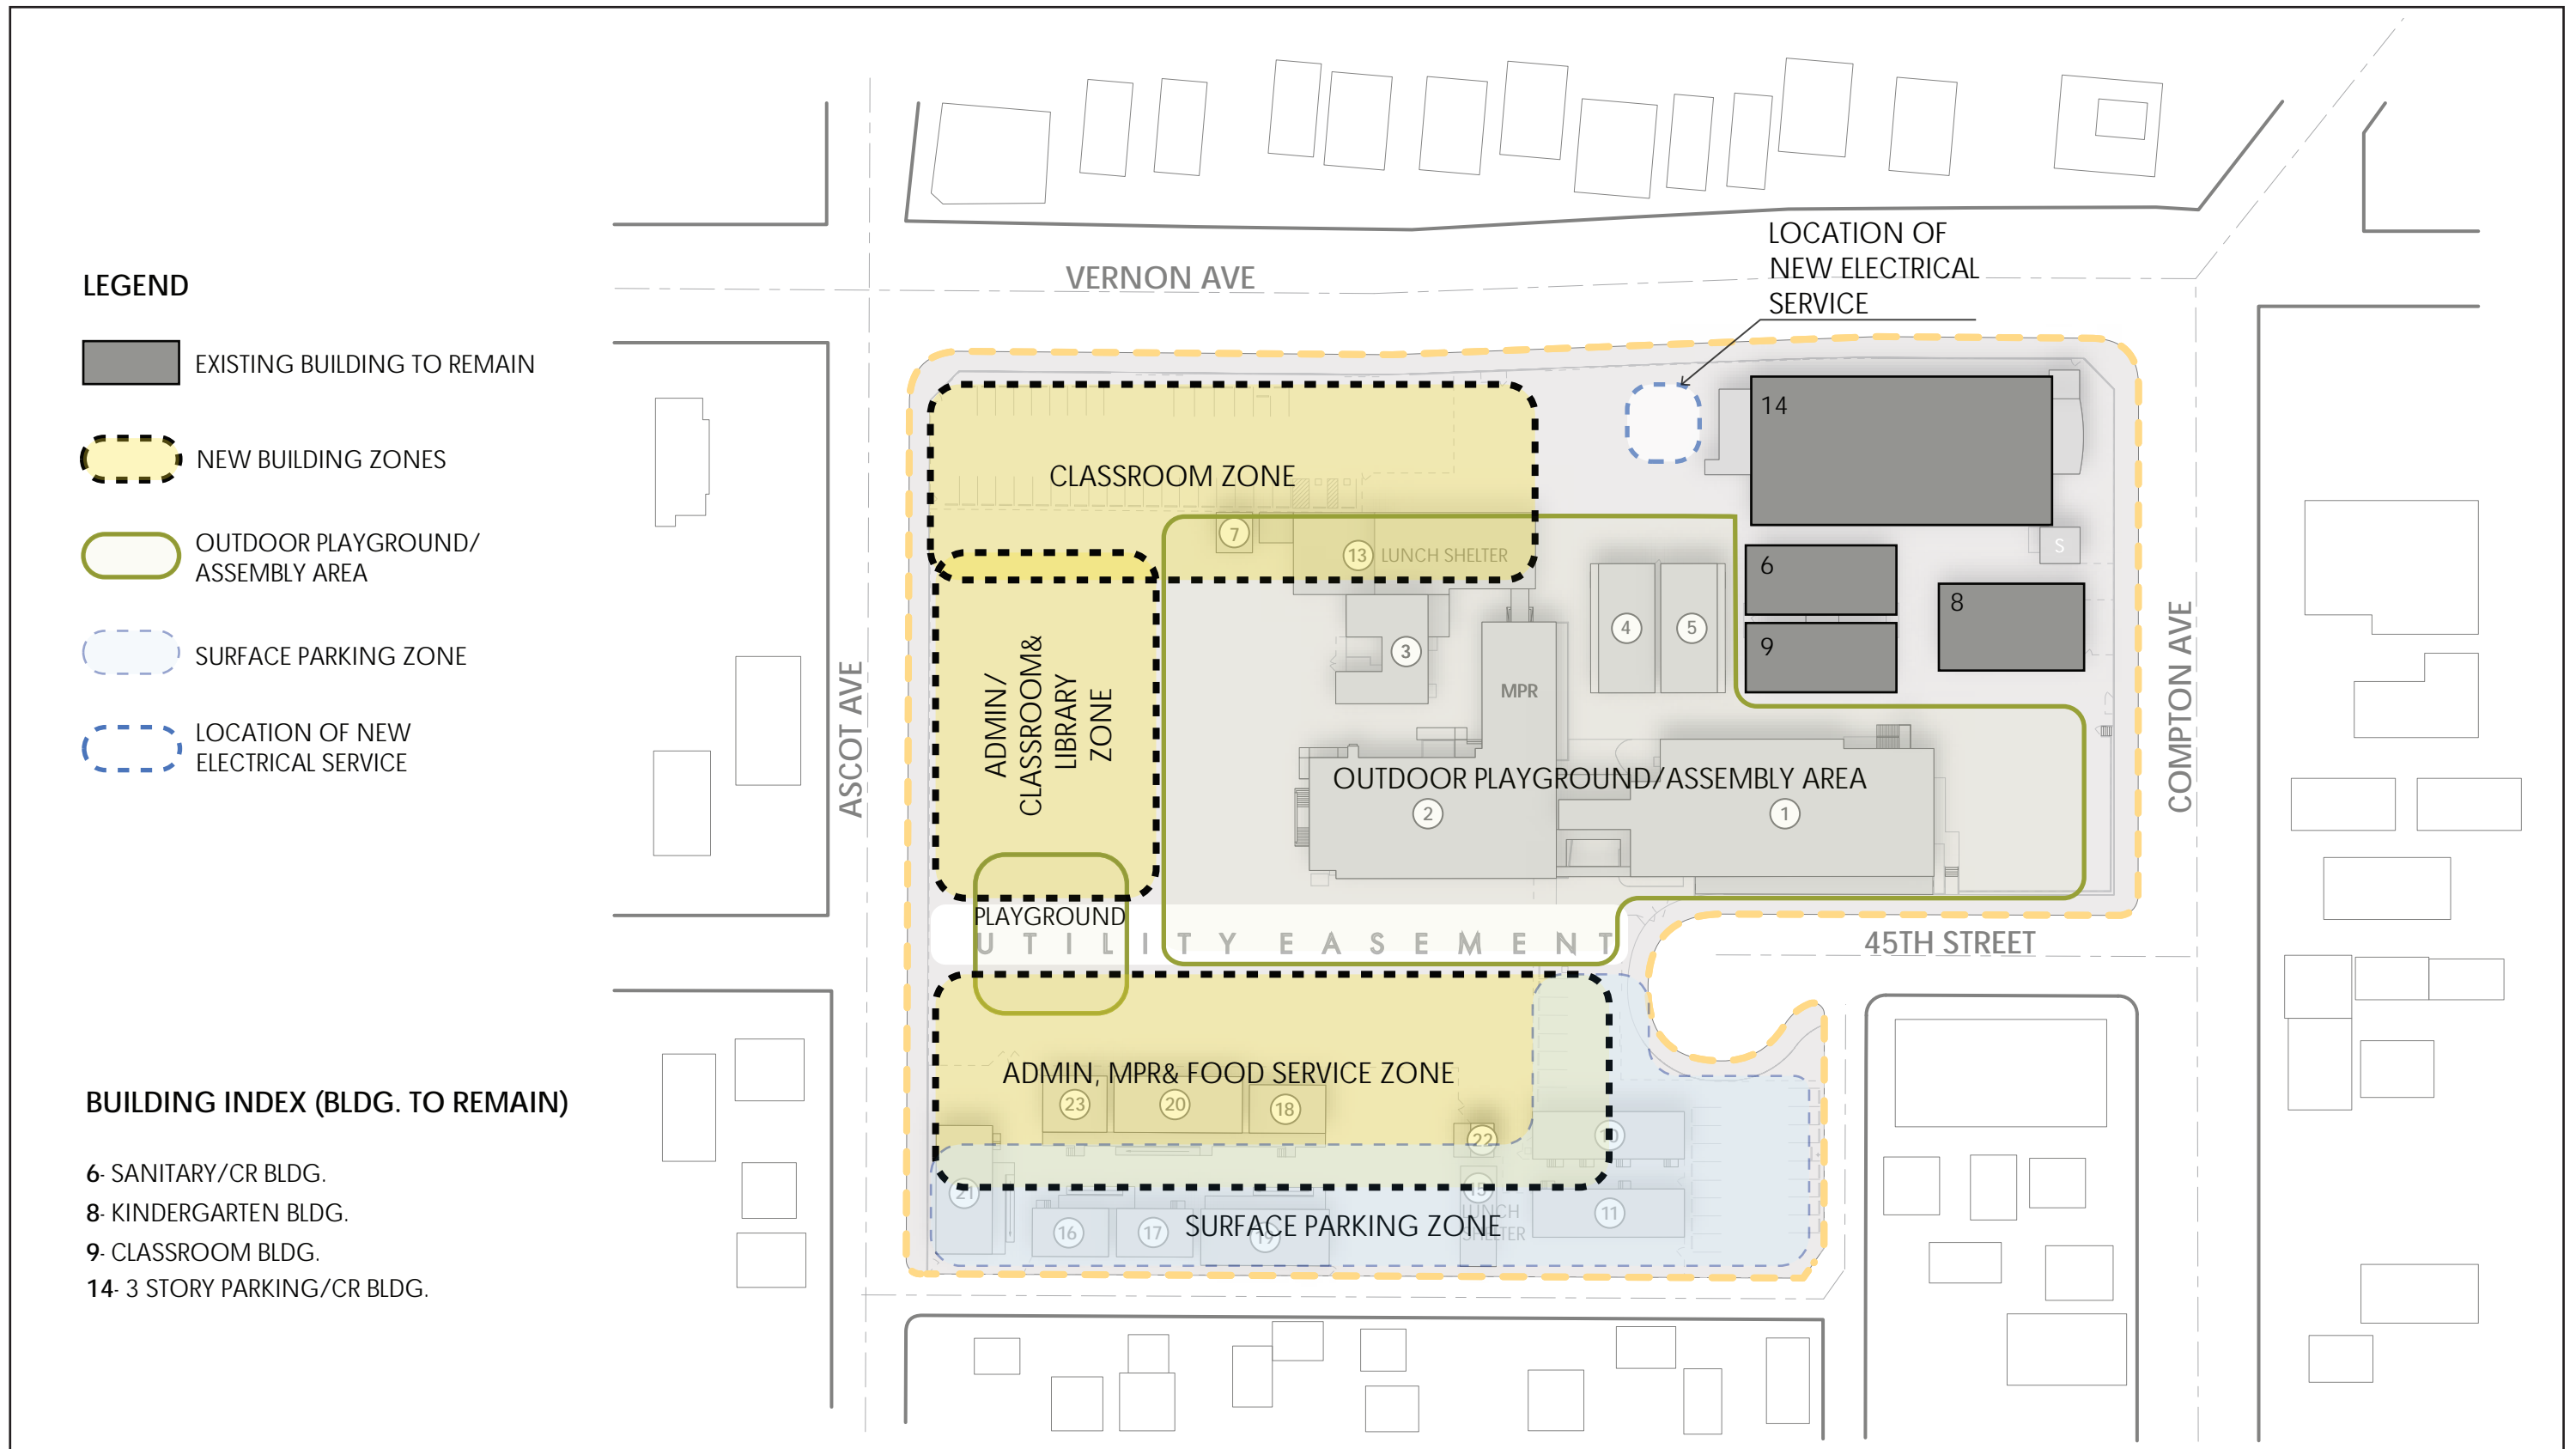 LEGEND
EXISTING BUILDING TO REMAIN
NEW BUILDING ZONES
OUTDOOR PLAYGROUND/
ASSEMBLY AREA
SURFACE PARKING ZONE
LOCATION OF NEW
ELECTRICAL SERVICE
BUILDING INDEX (BLDG. TO REMAIN)
6- SANITARY/CR BLDG.
8- KINDERGARTEN BLDG.
9- CLASSROOM BLDG.
14- 3 STORY PARKING/CR BLDG.
VERNON AVE
LOCATION OF
NEW ELECTRICAL
SERVICE
14
CLASSROOM ZONE
7
13 LUNCH SHELTER
S
6
8
9
4
5
3
MPR
ADMIN/
CLASSROOM&
LIBRARY
ZONE
ASCOT AVE
COMPTON AVE
OUTDOOR PLAYGROUND/ASSEMBLY AREA
2
1
PLAYGROUND
UTILITY EASEMENT
45TH STREET
ADMIN, MPR& FOOD SERVICE ZONE
23
20
18
22
10
21
15
LUNCH
SHELTER
11
SURFACE PARKING ZONE
16
17
19